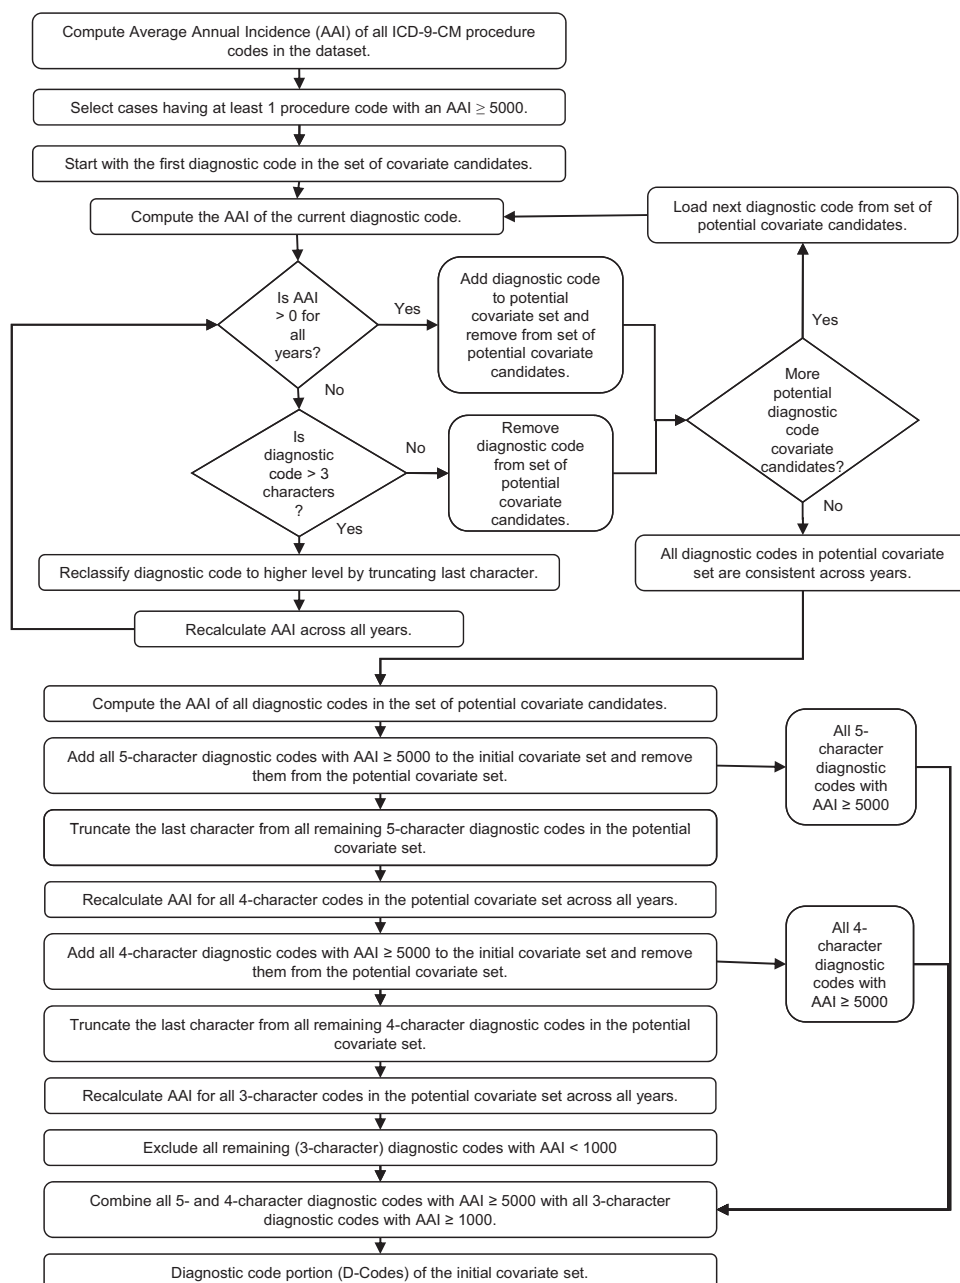 Compute Average Annual Incidence (AAI) of all ICD-9-CM procedure
codes in the dataset.
Select cases having at least 1 procedure code with an AAI ≥ 5000.
Start with the first diagnostic code in the set of covariate candidates.
Compute the AAI of the current diagnostic code.
Load next diagnostic code from set of
potential covariate candidates.
Is AAI
> 0 for
all
years?
Yes
Add diagnostic code
to potential
covariate set and
remove from set of
potential covariate
candidates.
Yes
More
potential
diagnostic
code
covariate
candidates?
No
No
Is
diagnostic
code > 3
characters
?
No
Remove
diagnostic code
from set of
potential
covariate
candidates.
Yes
All diagnostic codes in potential covariate
set are consistent across years.
Reclassify diagnostic code to higher level by truncating last character.
Recalculate AAI across all years.
Compute the AAI of all diagnostic codes in the set of potential covariate candidates.
Add all 5-character diagnostic codes with AAI ≥ 5000 to the initial covariate set and remove
them from the potential covariate set.
All 5-
character
diagnostic
codes with
AAI ≥ 5000
Truncate the last character from all remaining 5-character diagnostic codes in the potential
covariate set.
Recalculate AAI for all 4-character codes in the potential covariate set across all years.
Add all 4-character diagnostic codes with AAI ≥ 5000 to the initial covariate set and remove
them from the potential covariate set.
All 4-
character
diagnostic
codes with
AAI ≥ 5000
Truncate the last character from all remaining 4-character diagnostic codes in the potential
covariate set.
Recalculate AAI for all 3-character codes in the potential covariate set across all years.
Exclude all remaining (3-character) diagnostic codes with AAI < 1000
Combine all 5- and 4-character diagnostic codes with AAI ≥ 5000 with all 3-character
diagnostic codes with AAI ≥ 1000.
Diagnostic code portion (D-Codes) of the initial covariate set.